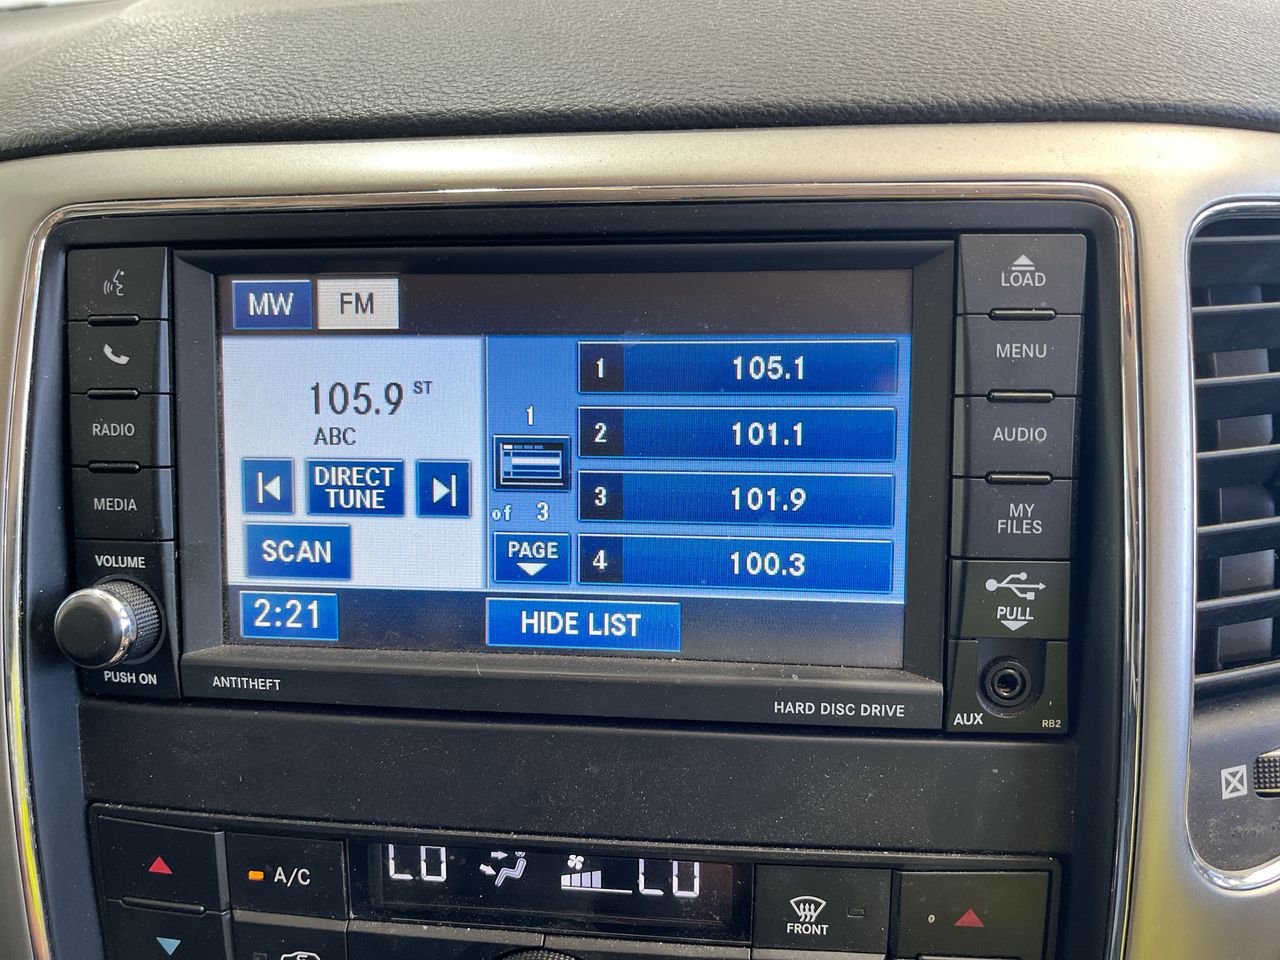 MW FM
105.9 ST
ABC
DIRECT
TUNE
SCAN
2:21
1
of 3
PAGE
1 105.1
2 101.1
3 101.9
4 100.3
HIDE LIST
RADIO
MEDIA
VOLUME
PUSH ON
ANTITHEFT
HARD DISC DRIVE
LOAD
MENU
AUDIO
MY
FILES
PULL
AUX
RB2
A/C
LO
LO
FRONT